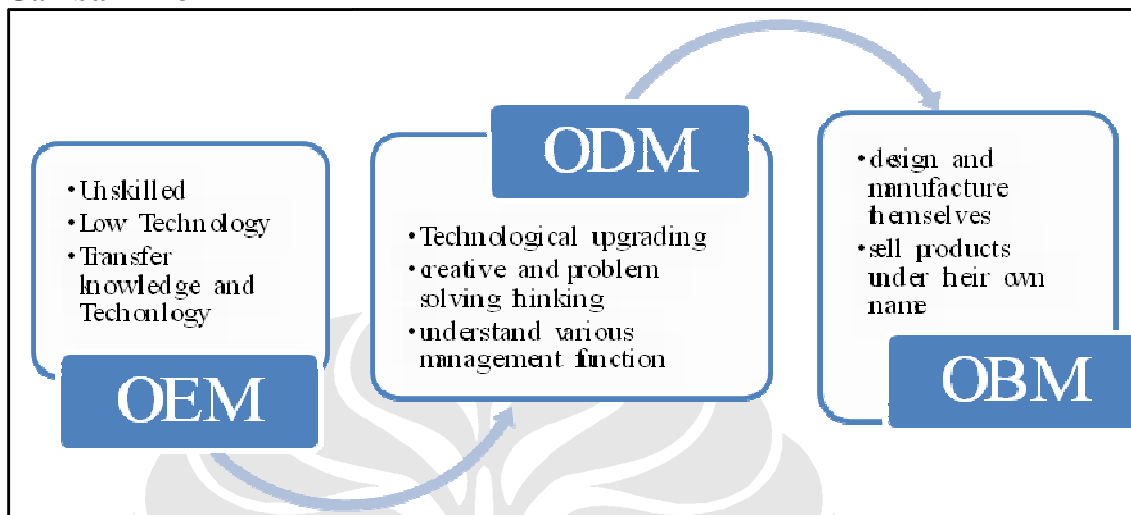 • Unskilled
• Low Technology
• Transfer
knowledge and
Techonlogy
OEM
ODM
• Technological upgrading
• creative and problem
solving thinking
• understand various
management function
• design and
manufacture
themselves
• sell products
under their own
name
OBM